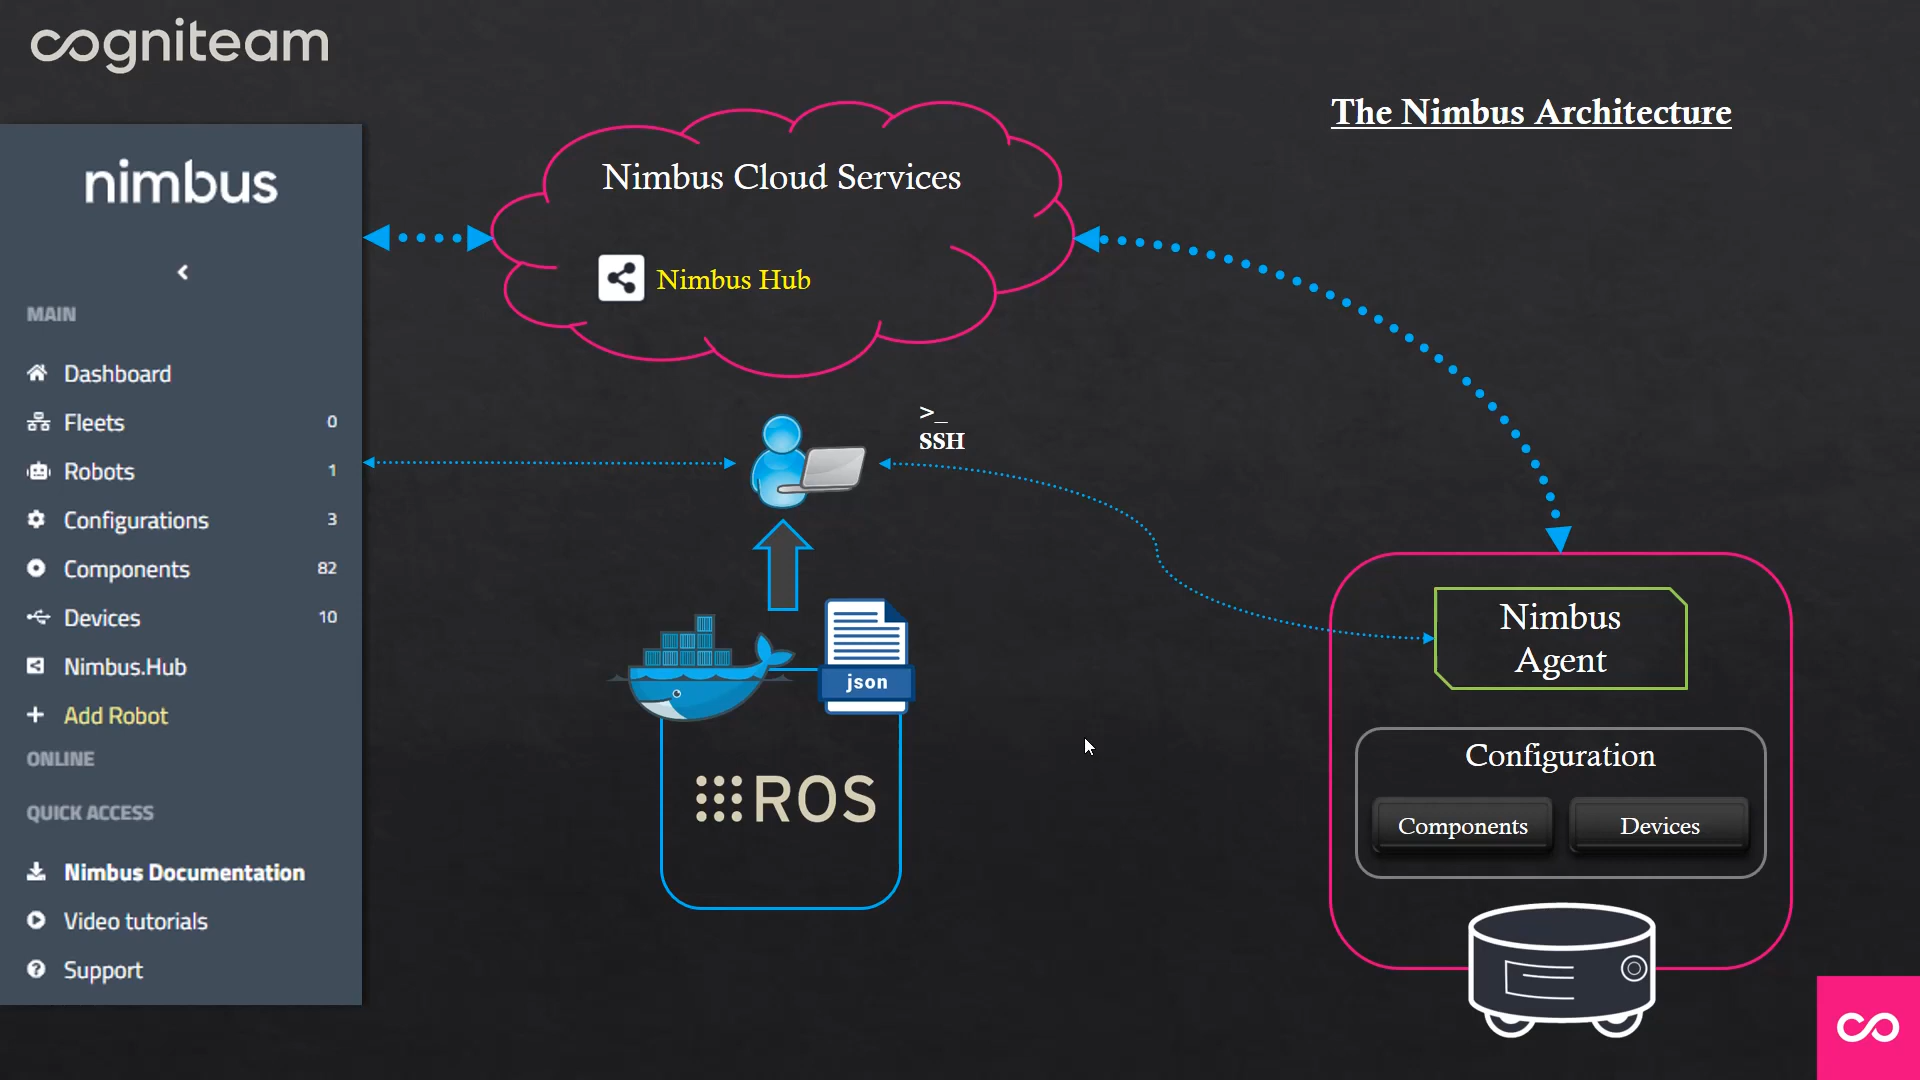 cogniteam
The Nimbus Architecture
nimbus
MAIN
Dashboard
Fleets 0
Robots 1
Configurations 3
Components 82
Devices 10
Nimbus.Hub
Add Robot
ONLINE
QUICK ACCESS
Nimbus Documentation
Video tutorials
Support
Nimbus Cloud Services
Nimbus Hub
>_
SSH
json
ROS
Nimbus
Agent
Configuration
Components
Devices